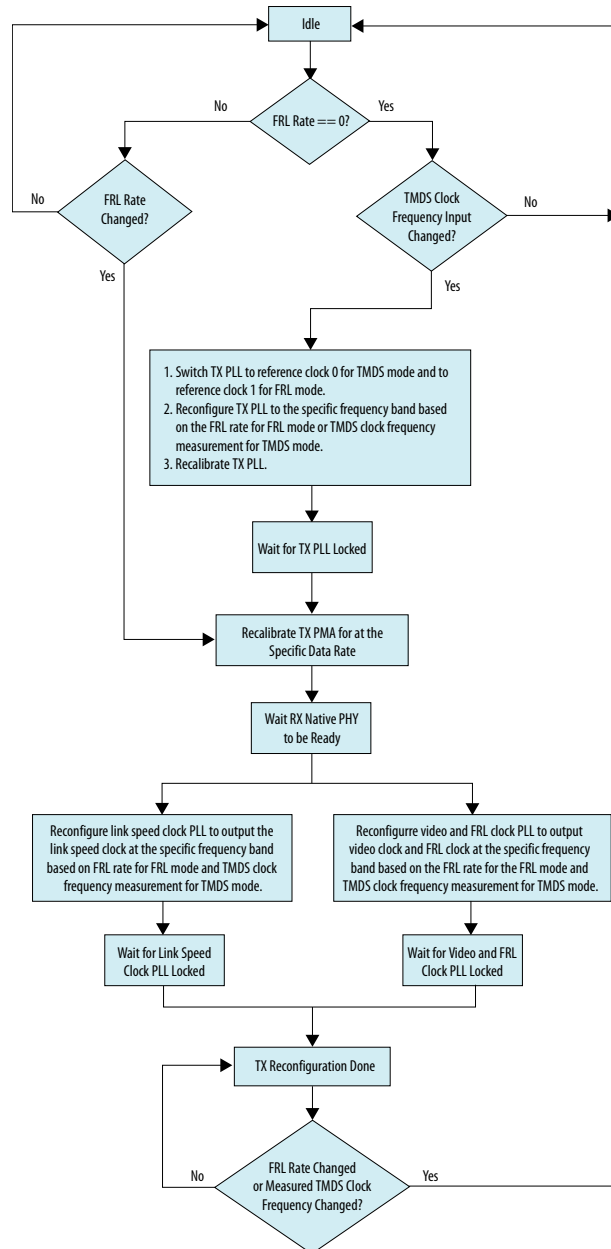 Idle
FRL Rate == 0?
No
Yes
FRL Rate
Changed?
No
Yes
TMDS Clock
Frequency Input
Changed?
No
Yes
1. Switch TX PLL to reference clock 0 for TMDS mode and to
reference clock 1 for FRL mode.
2. Reconfigure TX PLL to the specific frequency band based
on the FRL rate for FRL mode or TMDS clock frequency
measurement for TMDS mode.
3. Recalibrate TX PLL.
Wait for TX PLL Locked
Recalibrate TX PMA for at the
Specific Data Rate
Wait RX Native PHY
to be Ready
Reconfigure link speed clock PLL to output the
link speed clock at the specific frequency band
based on FRL rate for FRL mode and TMDS clock
frequency measurement for TMDS mode.
Reconfigurre video and FRL clock PLL to output
video clock and FRL clock at the specific frequency
band based on the FRL rate for the FRL mode and
TMDS clock frequency measurement for TMDS mode.
Wait for Link Speed
Clock PLL Locked
Wait for Video and FRL
Clock PLL Locked
TX Reconfiguration Done
FRL Rate Changed
or Measured TMDS Clock
Frequency Changed?
No
Yes